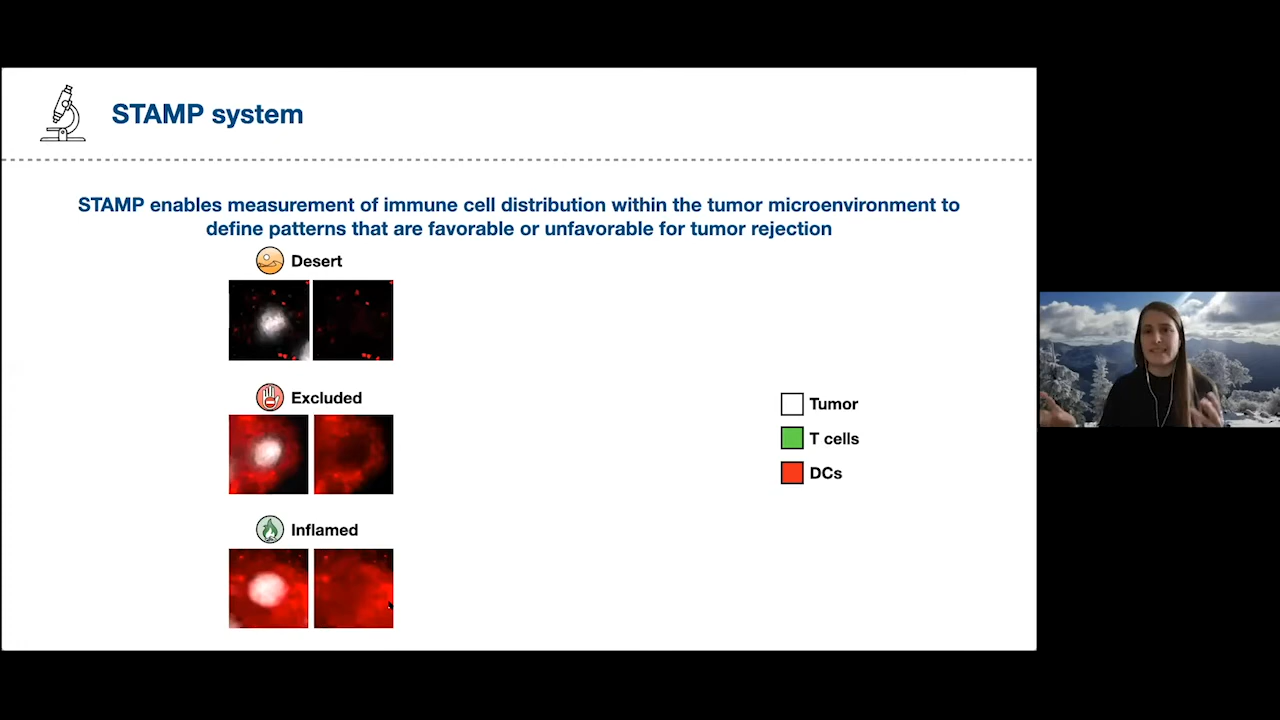 STAMP system
STAMP enables measurement of immune cell distribution within the tumor microenvironment to
define patterns that are favorable or unfavorable for tumor rejection
Desert
Excluded
Inflamed
Tumor
T cells
DCs